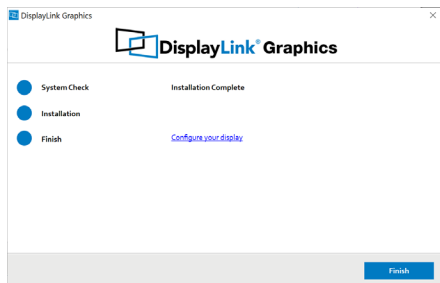 DisplayLink Graphics
DisplayLink® Graphics
System Check
Installation Complete
Installation
Finish
Configure your display
Finish